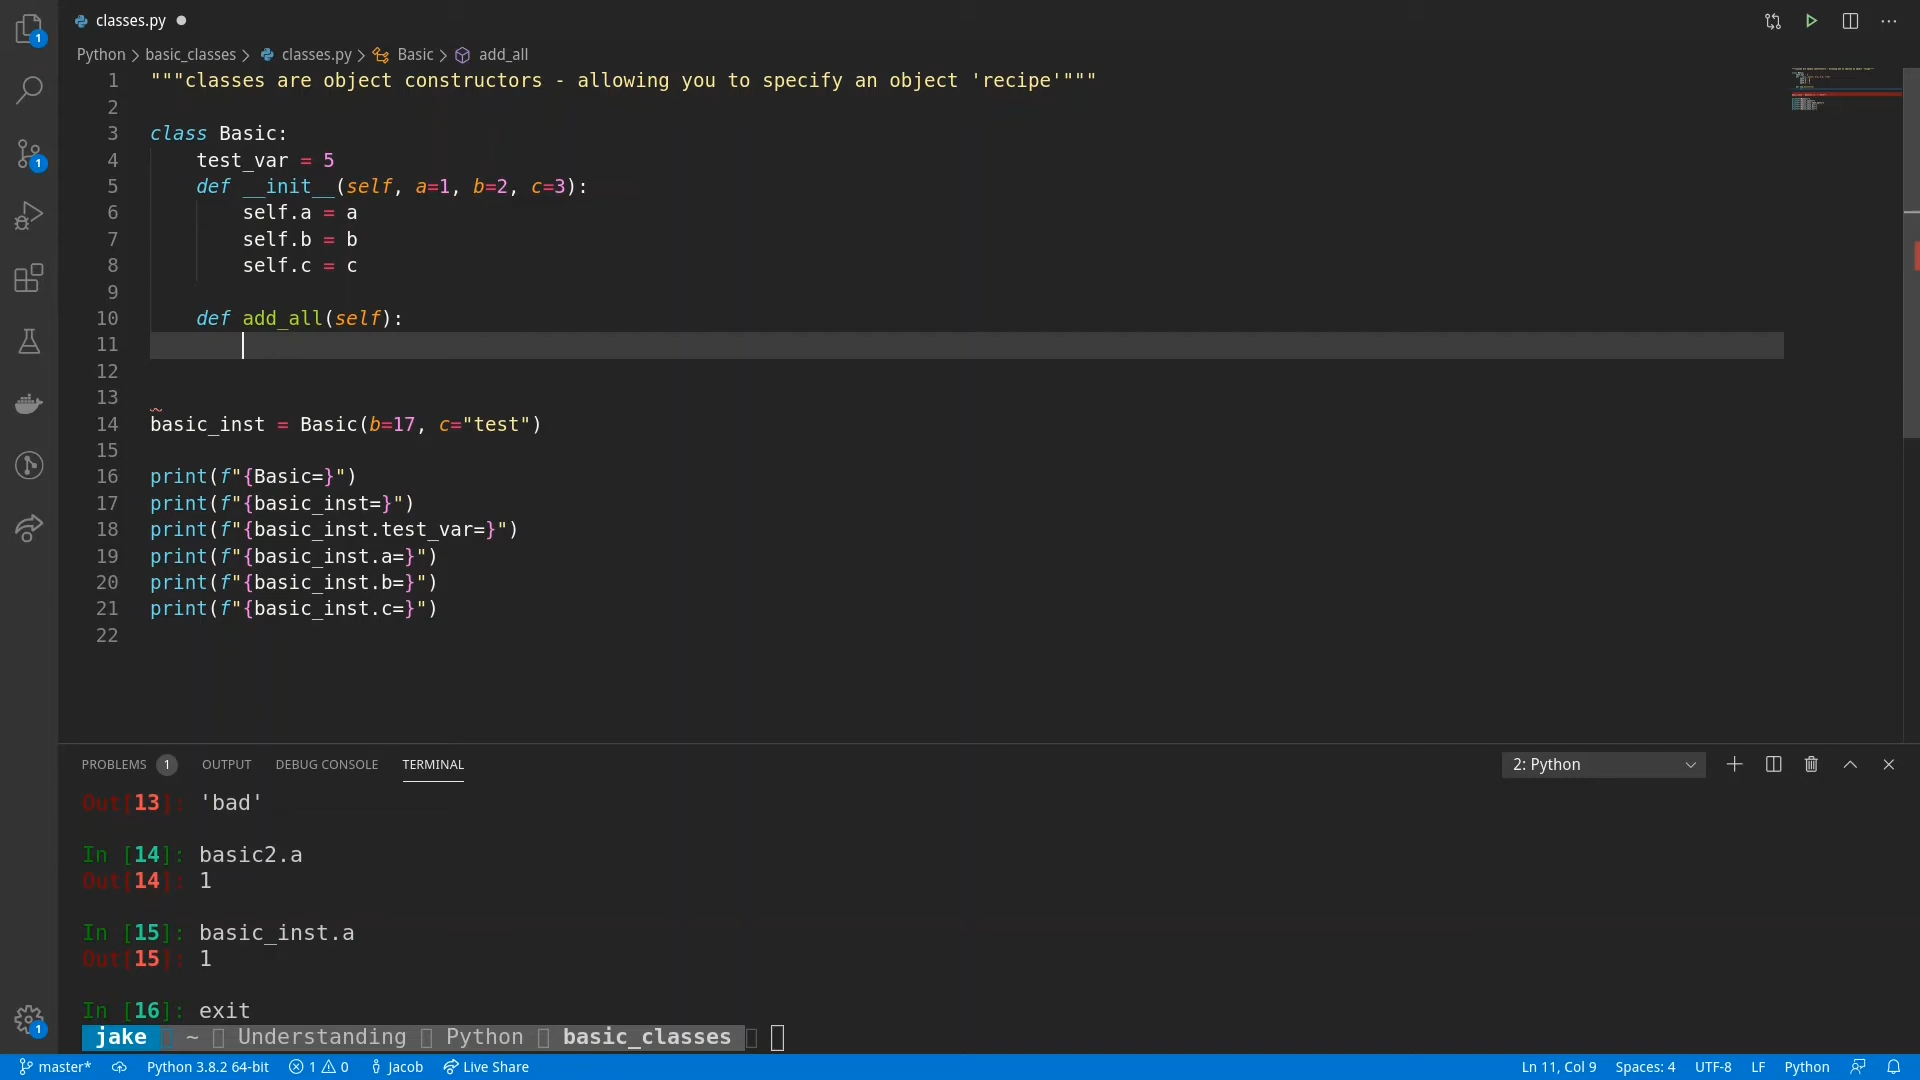 classes.py
Python > basic_classes > classes.py > Basic > add_all
1 """classes are object constructors - allowing you to specify an object 'recipe'"""
2
3 class Basic:
4     test_var = 5
5     def __init__(self, a=1, b=2, c=3):
6         self.a = a
7         self.b = b
8         self.c = c
9
10     def add_all(self):
11
12
13
14 basic_inst = Basic(b=17, c="test")
15
16 print(f"{Basic=}")
17 print(f"{basic_inst=}")
18 print(f"{basic_inst.test_var=}")
19 print(f"{basic_inst.a=}")
20 print(f"{basic_inst.b=}")
21 print(f"{basic_inst.c=}")
22
PROBLEMS 1 OUTPUT DEBUG CONSOLE TERMINAL 2: Python
Out[13]: 'bad'
In [14]: basic2.a
Out[14]: 1
In [15]: basic_inst.a
Out[15]: 1
In [16]: exit
jake ~ Understanding Python basic_classes
master* Python 3.8.2 64-bit 1 0 Jacob Live Share Ln 11, Col 9 Spaces: 4 UTF-8 LF Python
1
1
1